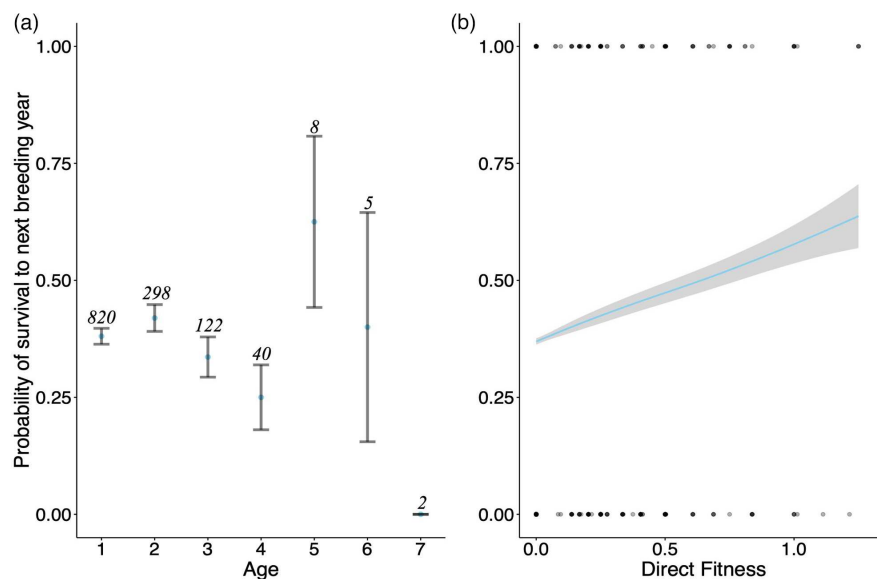 (a)
Probability of survival to next breeding year
1.00
0.75
0.50
0.25
0.00
820
298
122
40
8
5
2
1 2 3 4 5 6 7
Age
(b)
1.00
0.75
0.50
0.25
0.00
0.0 0.5 1.0
Direct Fitness